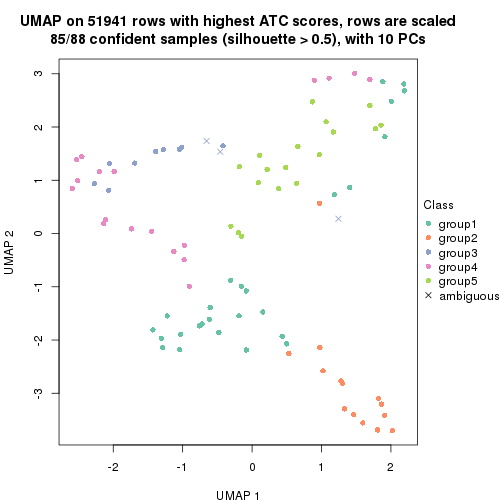 UMAP on 51941 rows with highest ATC scores, rows are scaled
85/88 confident samples (silhouette > 0.5), with 10 PCs
3
2
1
0
-1
-2
-3
UMAP 2
-2
-1
0
1
2
UMAP 1
Class
group1
group2
group3
group4
group5
ambiguous